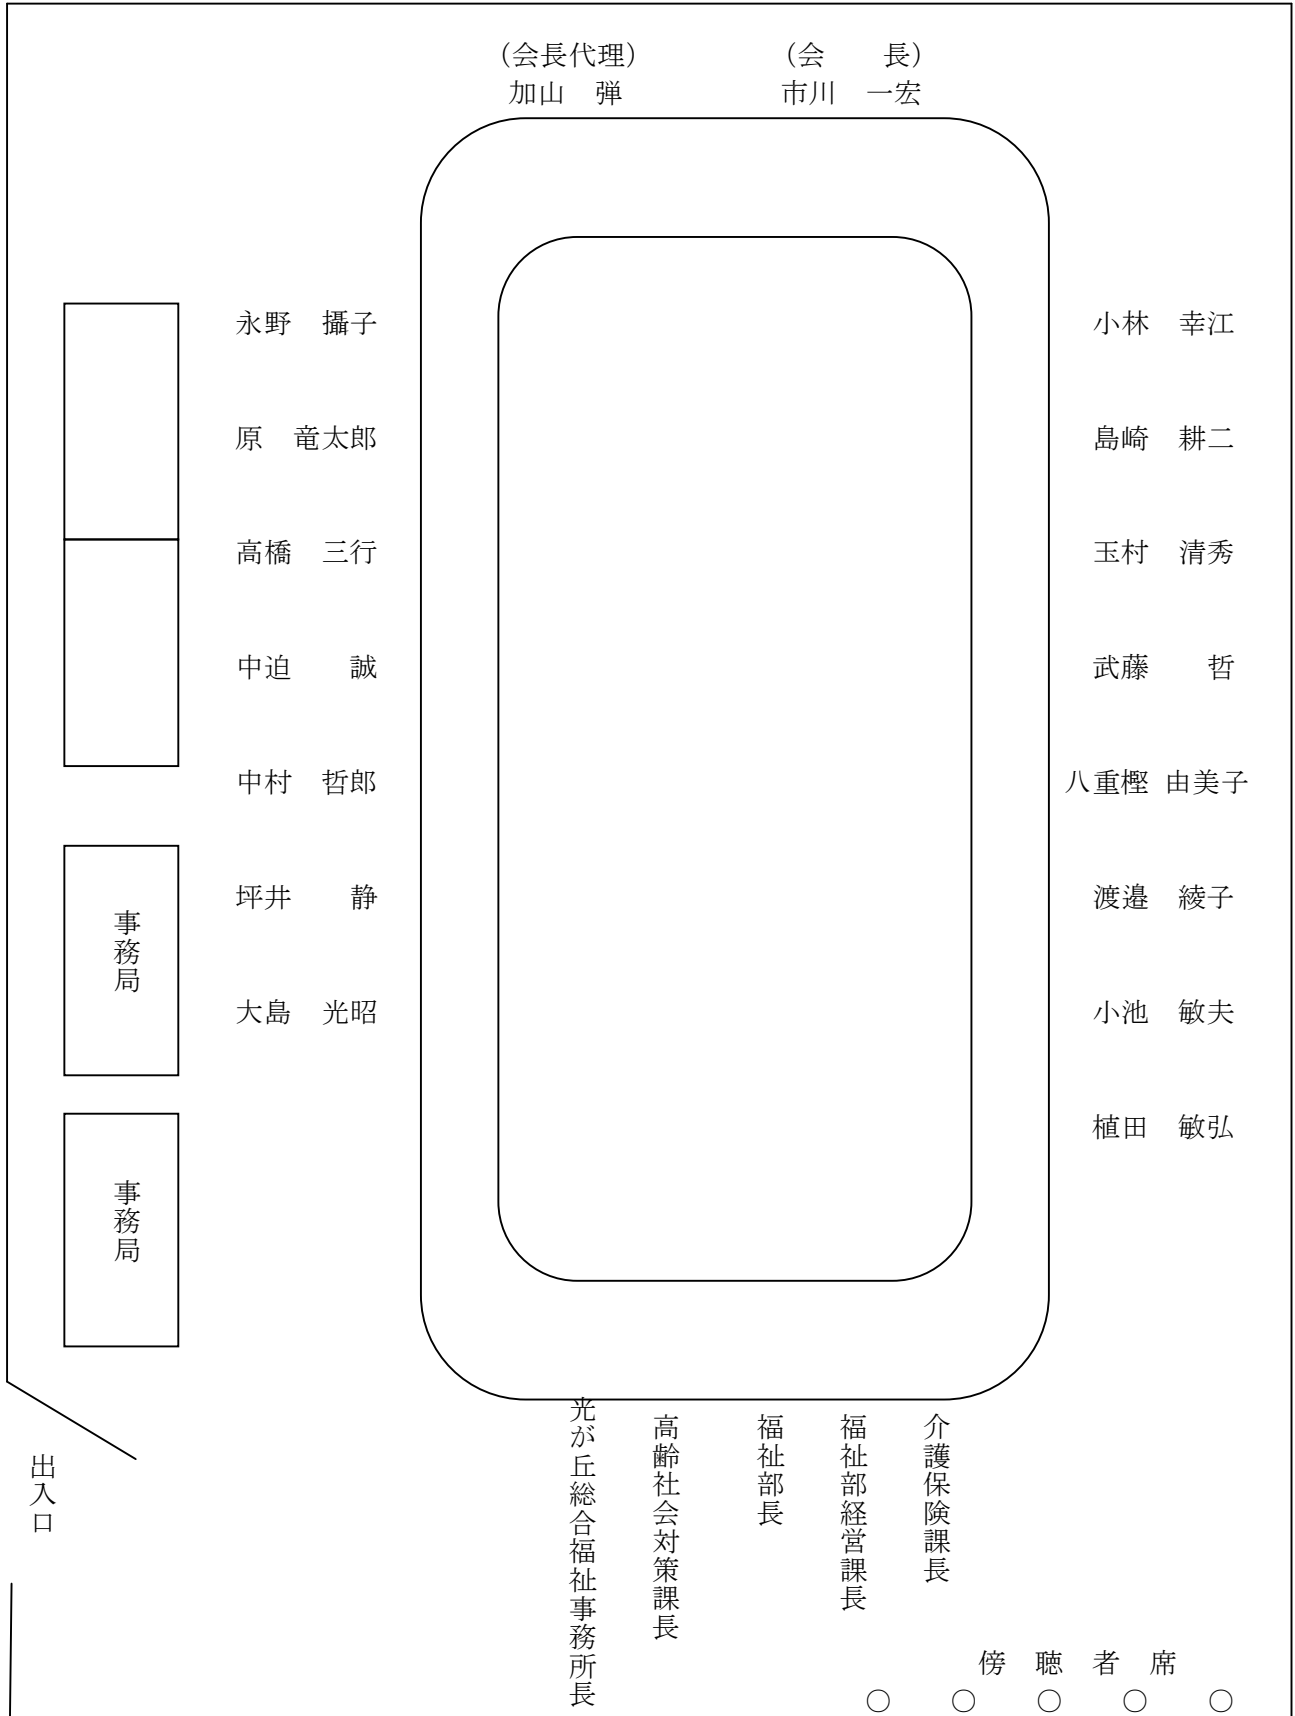 （会長代理）　　　　　（会　　長）
加山　弾　　　　　　市川　一宏
永野　攝子　　　　　小林　幸江
原　竜太郎　　　　　島崎　耕二
高橋　三行　　　　　玉村　清秀
中迫　　誠　　　　　武藤　　哲
中村　哲郎　　　　　八重樫 由美子
坪井　　静　　　　　渡邉　綾子
大島　光昭　　　　　小池　敏夫
植田　敏弘
事務局
事務局
出入口
光が丘総合福祉事務所長
高齢社会対策課長
福祉部長
福祉部経営課長
介護保険課長
傍　聴　者　席
○　○　○　○　○